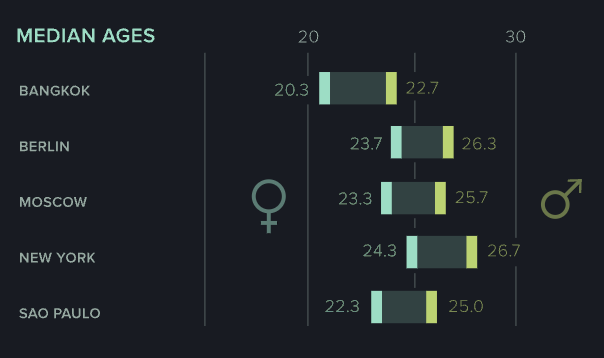 MEDIAN AGES
20 30
BANGKOK 20.3 22.7
BERLIN 23.7 26.3
MOSCOW 23.3 25.7
NEW YORK 24.3 26.7
SAO PAULO 22.3 25.0